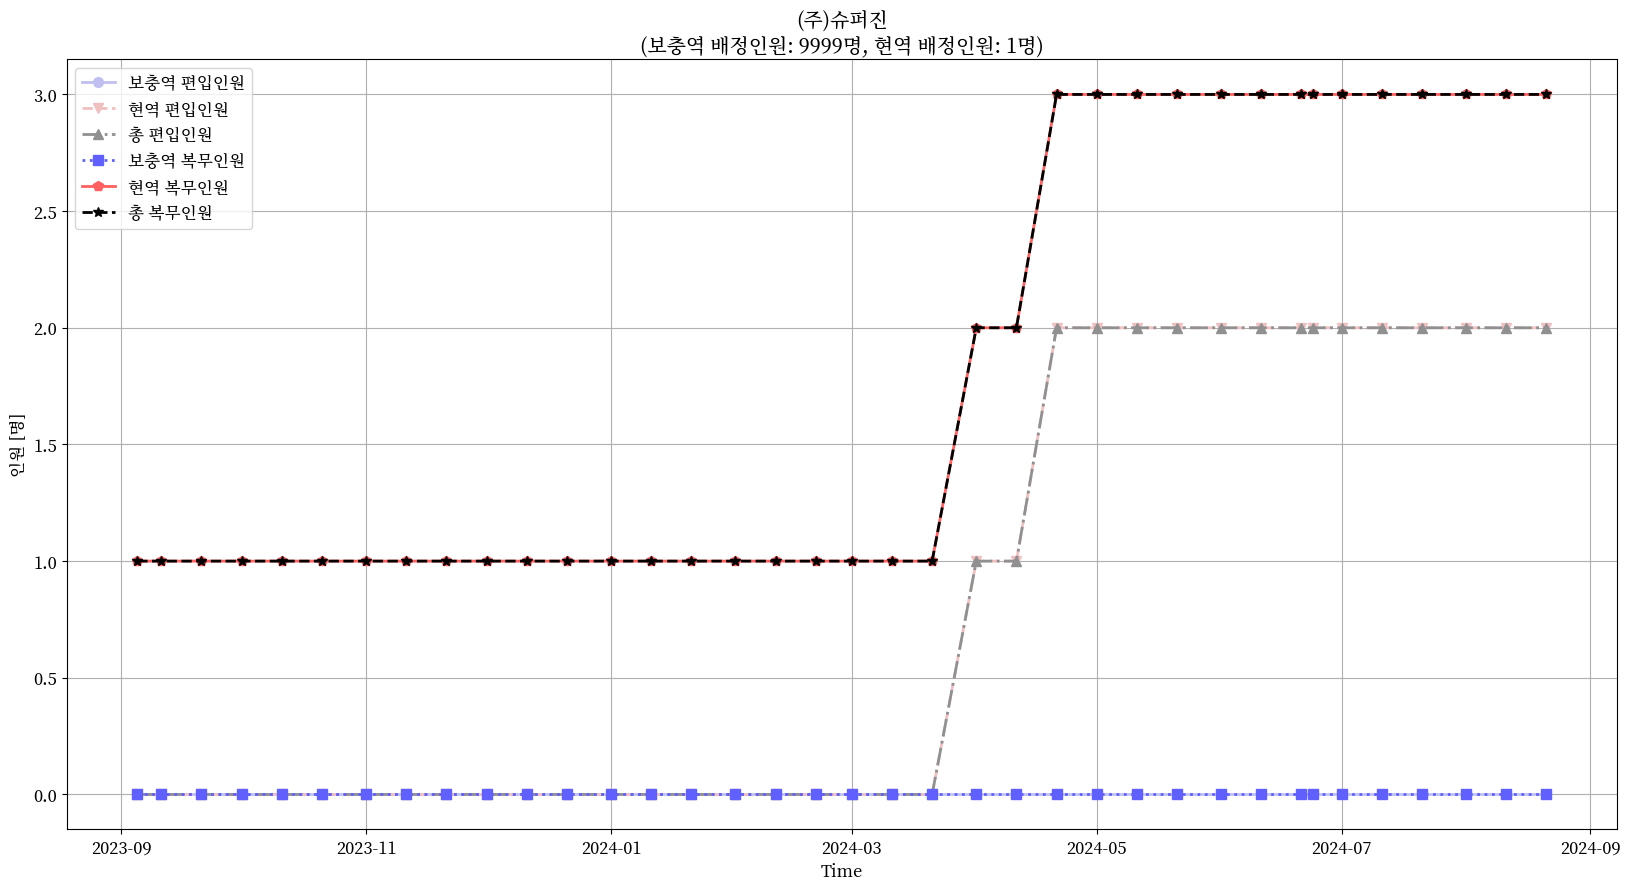 (주)슈퍼진
(보충역 배정인원: 9999명, 현역 배정인원: 1명)
보충역 편입인원
현역 편입인원
총 편입인원
보충역 복무인원
현역 복무인원
총 복무인원
인원 [명]
3.0
2.5
2.0
1.5
1.0
0.5
0.0
2023-09
2023-11
2024-01
2024-03
2024-05
2024-07
2024-09
Time